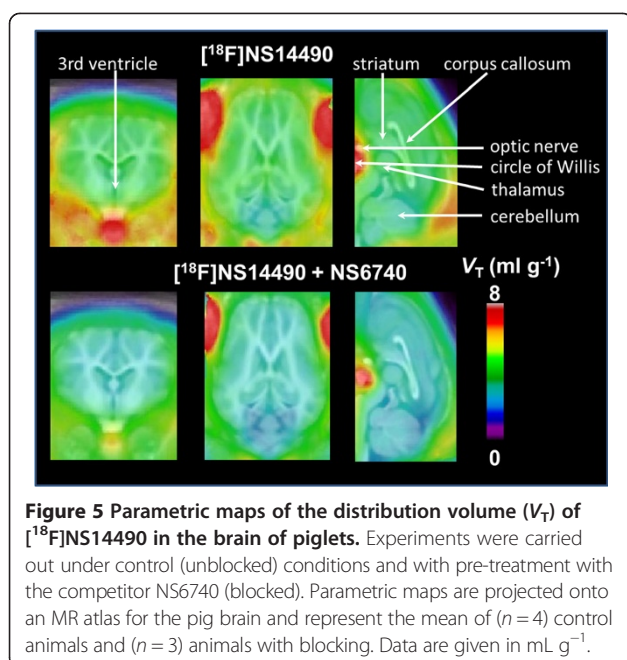 [¹⁸F]NS14490
3rd ventricle
striatum
corpus callosum
optic nerve
circle of Willis
thalamus
cerebellum
[¹⁸F]NS14490 + NS6740
V_T (ml g⁻¹)
8
0
Figure 5 Parametric maps of the distribution volume (V_T) of
[¹⁸F]NS14490 in the brain of piglets. Experiments were carried
out under control (unblocked) conditions and with pre-treatment with
the competitor NS6740 (blocked). Parametric maps are projected onto
an MR atlas for the pig brain and represent the mean of (n = 4) control
animals and (n = 3) animals with blocking. Data are given in mL g⁻¹.